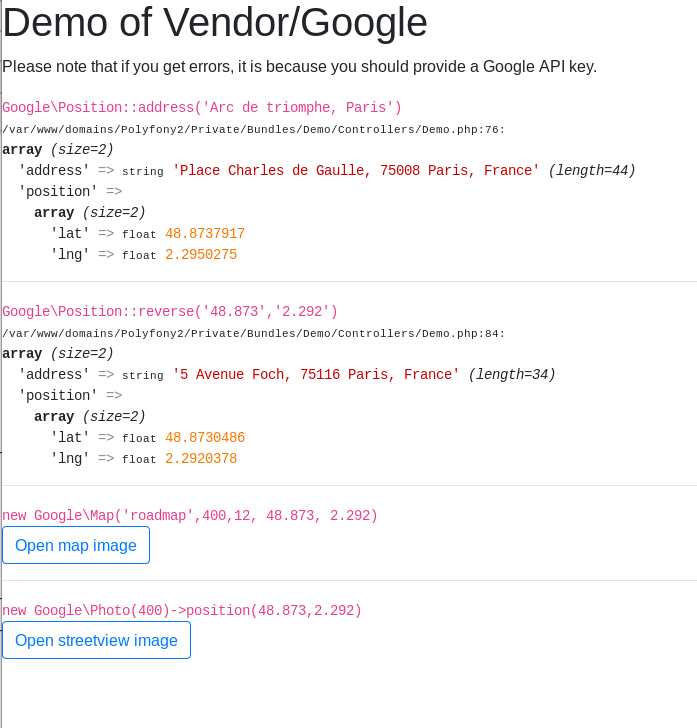 Demo of Vendor/Google
Please note that if you get errors, it is because you should provide a Google API key.
Google\Position::address('Arc de triomphe, Paris')
/var/www/domains/Polyfony2/Private/Bundles/Demo/Controllers/Demo.php:76:
array (size=2)
  'address' => string 'Place Charles de Gaulle, 75008 Paris, France' (length=44)
  'position' =>
    array (size=2)
      'lat' => float 48.8737917
      'lng' => float 2.2950275
Google\Position::reverse('48.873','2.292')
/var/www/domains/Polyfony2/Private/Bundles/Demo/Controllers/Demo.php:84:
array (size=2)
  'address' => string '5 Avenue Foch, 75116 Paris, France' (length=34)
  'position' =>
    array (size=2)
      'lat' => float 48.8730486
      'lng' => float 2.2920378
new Google\Map('roadmap',400,12, 48.873, 2.292)
Open map image
new Google\Photo(400)->position(48.873,2.292)
Open streetview image